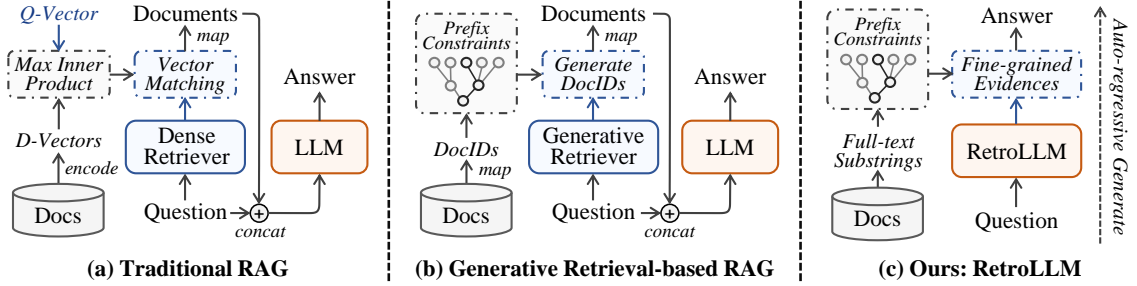 Q-Vector
Max Inner
Product
D-Vectors
encode
Docs
Documents
map
Vector
Matching
Dense
Retriever
Question
concat
Answer
LLM
(a) Traditional RAG
Prefix
Constraints
DocIDs
map
Docs
Documents
map
Generate
DocIDs
Generative
Retriever
Question
concat
Answer
LLM
(b) Generative Retrieval-based RAG
Prefix
Constraints
Full-text
Substrings
Docs
Answer
Fine-grained
Evidences
RetroLLM
Question
Auto-regressive Generate
(c) Ours: RetroLLM